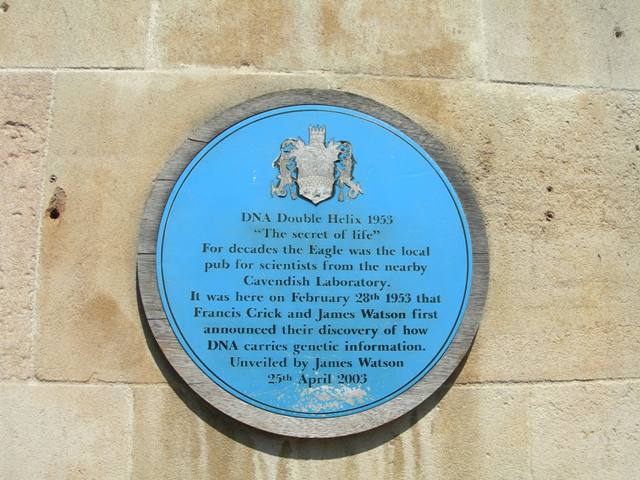 DNA Double Helix 1953
"The secret of life"
For decades the Eagle was the local
pub for scientists from the nearby
Cavendish Laboratory.
It was here on February 28th 1953 that
Francis Crick and James Watson first
announced their discovery of how
DNA carries genetic information.
Unveiled by James Watson
25th April 2003